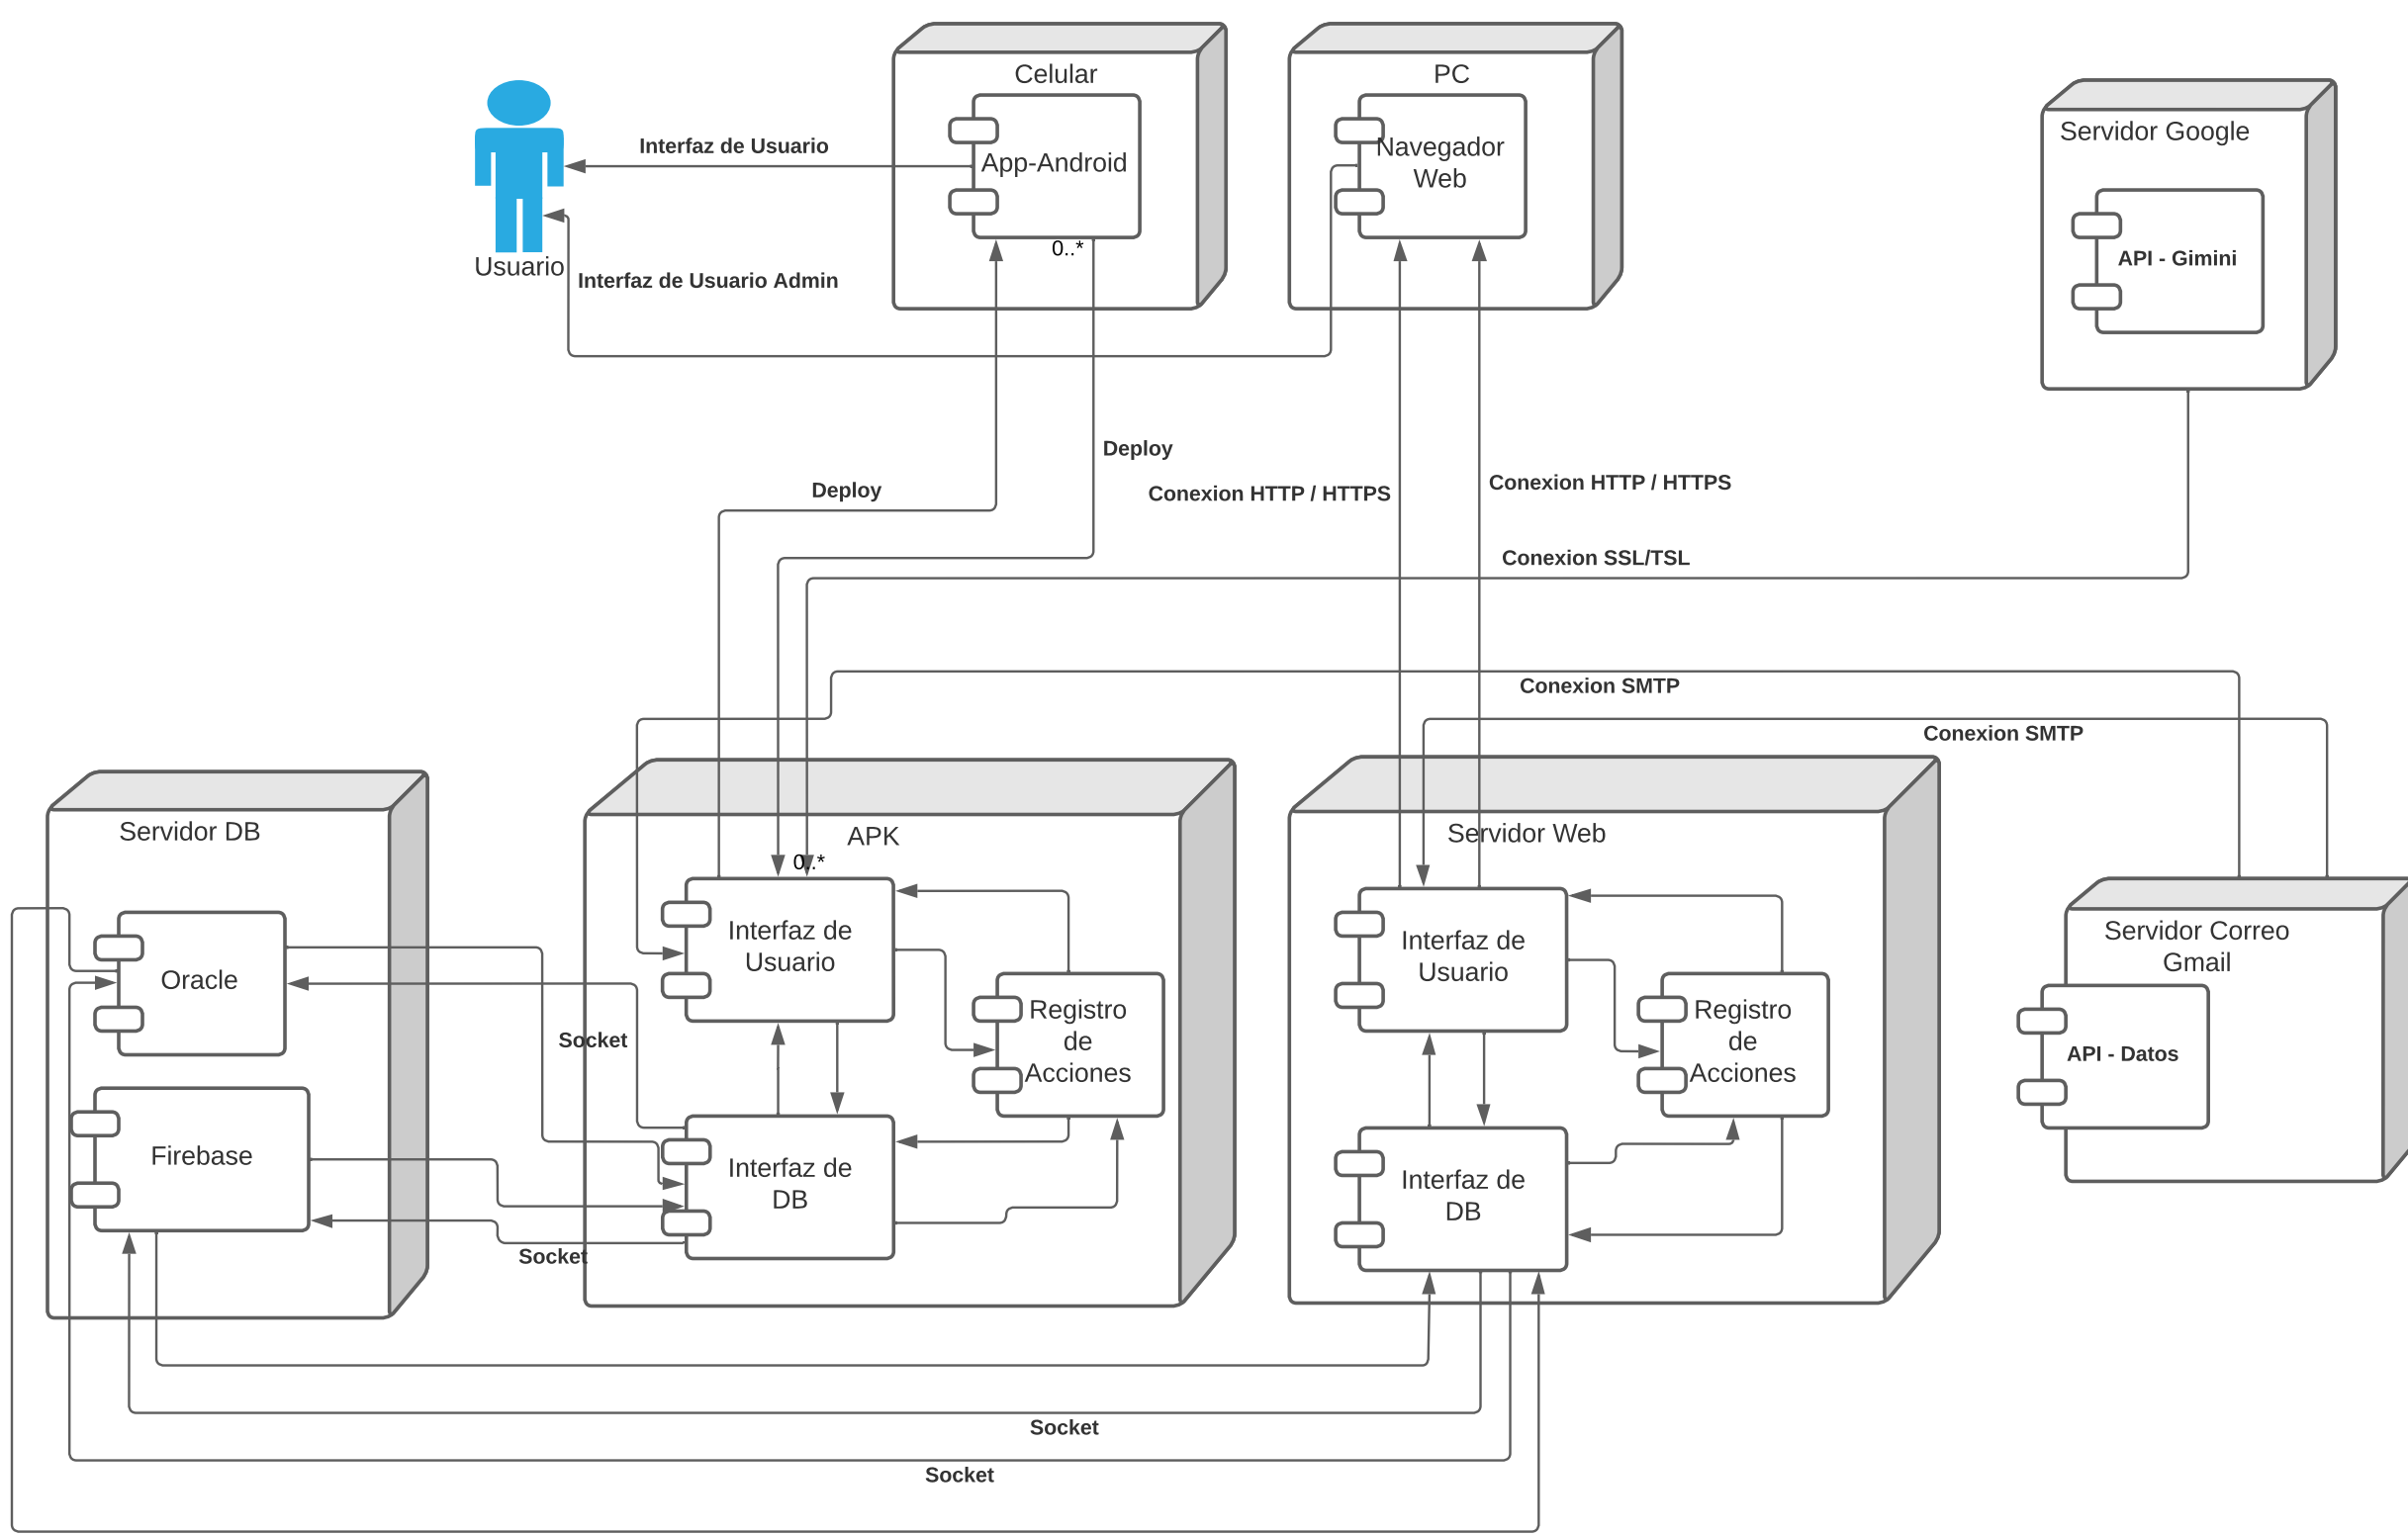 Celular
PC
Servidor Google
Interfaz de Usuario
App-Android
Navegador
Web
0..*
API - Gimini
Usuario
Interfaz de Usuario Admin
Deploy
Deploy
Conexion HTTP / HTTPS
Conexion HTTP / HTTPS
Conexion SSL/TSL
Conexion SMTP
Conexion SMTP
Servidor DB
APK
Servidor Web
0..*
Servidor Correo
Gmail
Oracle
Interfaz de
Usuario
Registro
de
Acciones
Interfaz de
Usuario
Registro
de
Acciones
API - Datos
Socket
Firebase
Interfaz de
DB
Interfaz de
DB
Socket
Socket
Socket